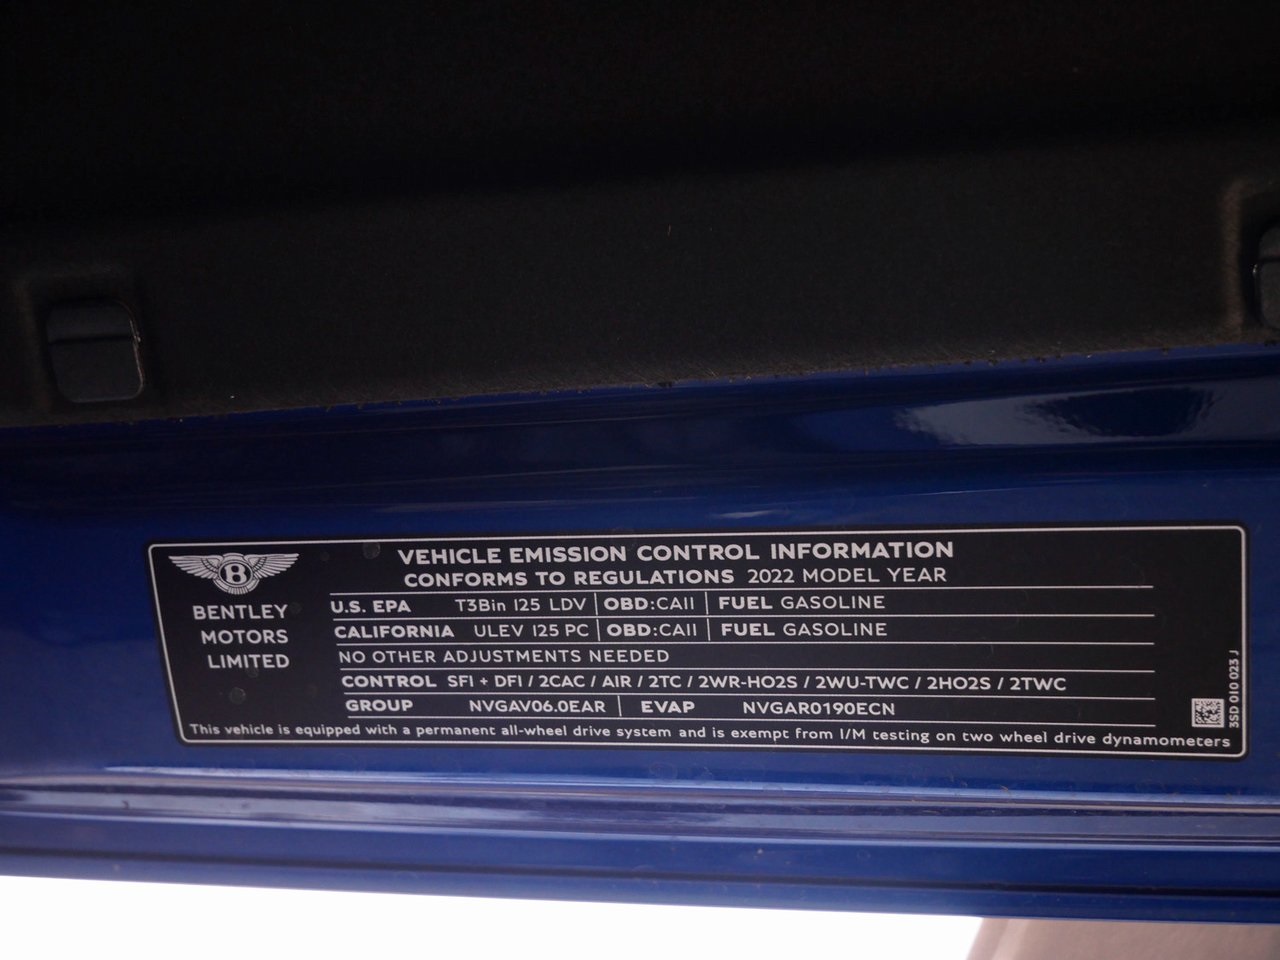 B
BENTLEY
MOTORS
LIMITED
VEHICLE EMISSION CONTROL INFORMATION
CONFORMS TO REGULATIONS 2022 MODEL YEAR
U.S. EPA T3Bin 125 LDV OBD:CAII FUEL GASOLINE
CALIFORNIA ULEV 125 PC OBD:CAII FUEL GASOLINE
NO OTHER ADJUSTMENTS NEEDED
CONTROL SFI + DFI / 2CAC / AIR / 2TC / 2WR-HO2S / 2WU-TWC / 2HO2S / 2TWC
GROUP NVGAV06.0EAR EVAP NVGAR0190ECN
This vehicle is equipped with a permanent all-wheel drive system and is exempt from I/M testing on two wheel drive dynamometers
3SD 010 023 J